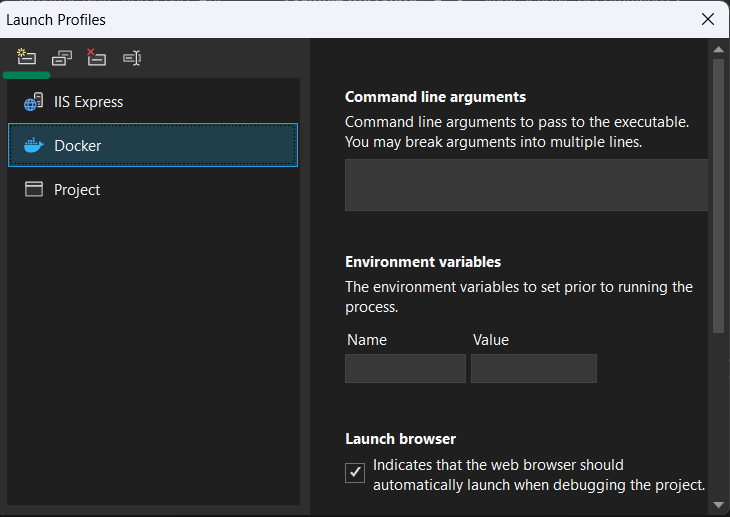 Launch Profiles
IIS Express
Docker
Project
Command line arguments
Command line arguments to pass to the executable.
You may break arguments into multiple lines.
Environment variables
The environment variables to set prior to running the
process.
Name Value
Launch browser
Indicates that the web browser should
automatically launch when debugging the project.